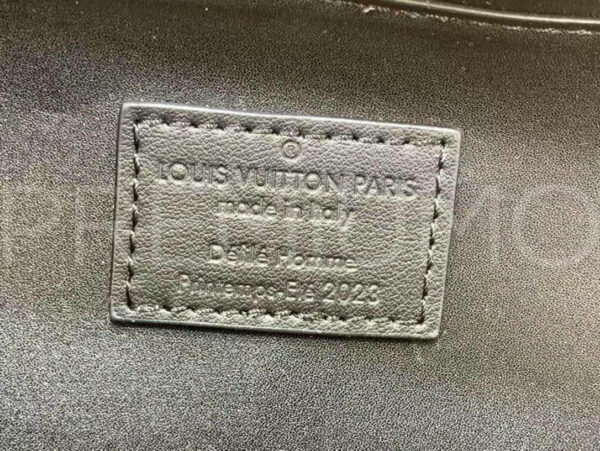 ®
LOUIS VUITTON PARIS
made in Italy
Défilé Homme
Printemps-Été 2023